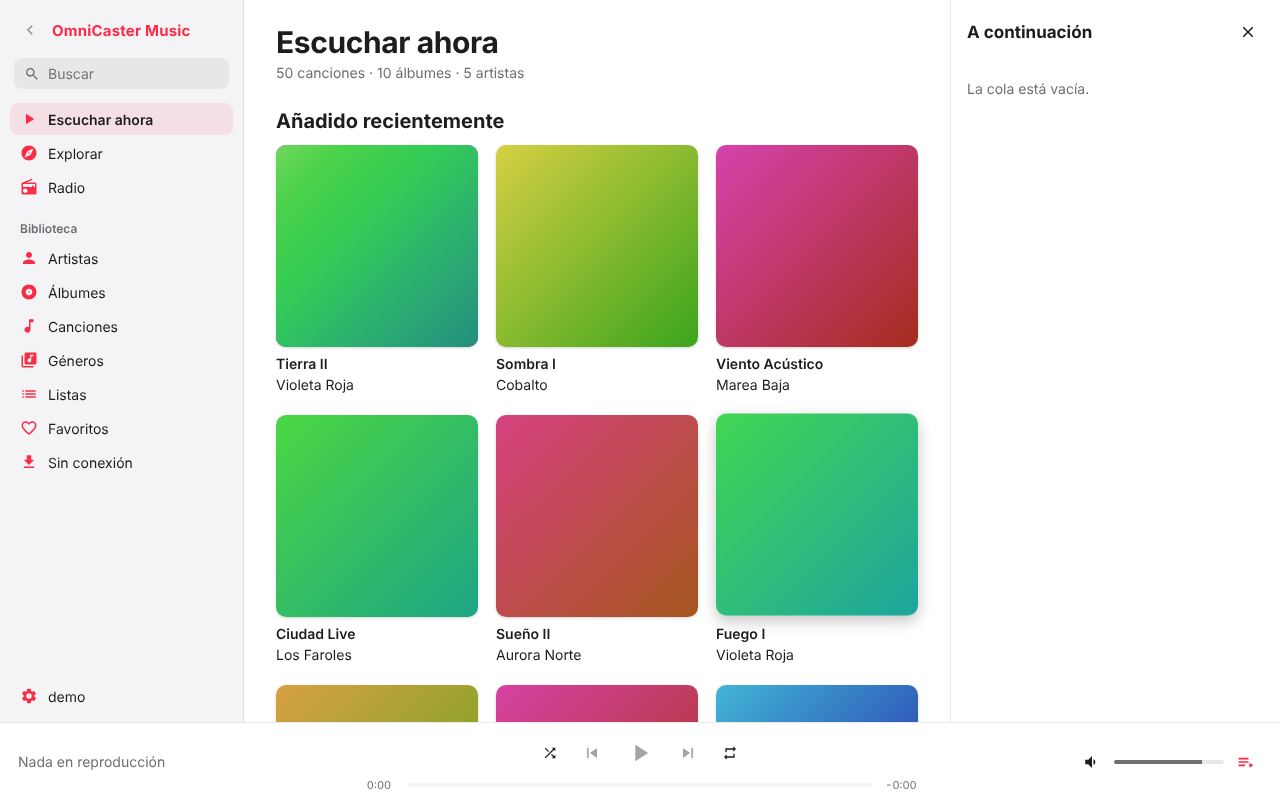 OmniCaster Music
Buscar
Escuchar ahora
Explorar
Radio
Biblioteca
Artistas
Álbumes
Canciones
Géneros
Listas
Favoritos
Sin conexión
demo
Escuchar ahora
50 canciones · 10 álbumes · 5 artistas
Añadido recientemente
Tierra II
Violeta Roja
Sombra I
Cobalto
Viento Acústico
Marea Baja
Ciudad Live
Los Faroles
Sueño II
Aurora Norte
Fuego I
Violeta Roja
A continuación
La cola está vacía.
Nada en reproducción
0:00
-0:00